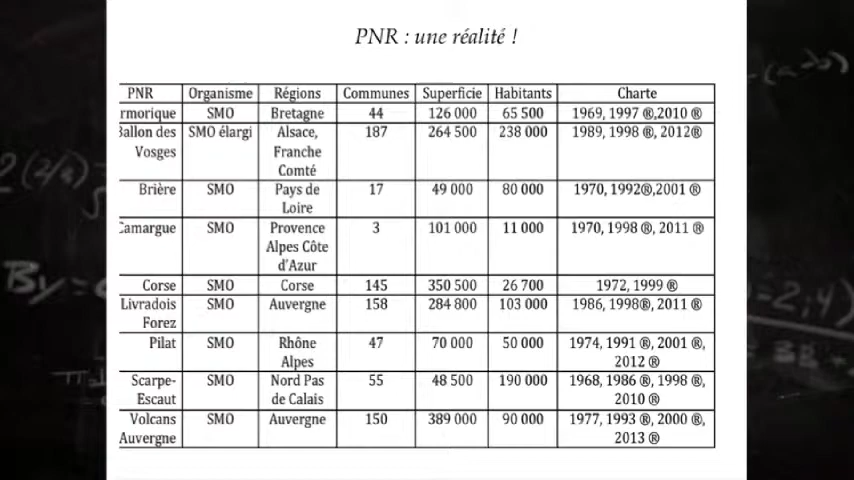 PNR : une réalité !
PNR Organisme Régions Communes Superficie Habitants Charte
rmorique SMO Bretagne 44 126 000 65 500 1969, 1997 ®,2010 ®
Ballon des Vosges SMO élargi Alsace, Franche Comté 187 264 500 238 000 1989, 1998 ®, 2012®
Brière SMO Pays de Loire 17 49 000 80 000 1970, 1992®,2001 ®
Camargue SMO Provence Alpes Côte d'Azur 3 101 000 11 000 1970, 1998 ®, 2011 ®
Corse SMO Corse 145 350 500 26 700 1972, 1999 ®
Livradois Forez SMO Auvergne 158 284 800 103 000 1986, 1998®, 2011 ®
Pilat SMO Rhône Alpes 47 70 000 50 000 1974, 1991 ®, 2001 ®, 2012 ®
Scarpe-Escaut SMO Nord Pas de Calais 55 48 500 190 000 1968, 1986 ®, 1998 ®, 2010 ®
Volcans Auvergne SMO Auvergne 150 389 000 90 000 1977, 1993 ®, 2000 ®, 2013 ®